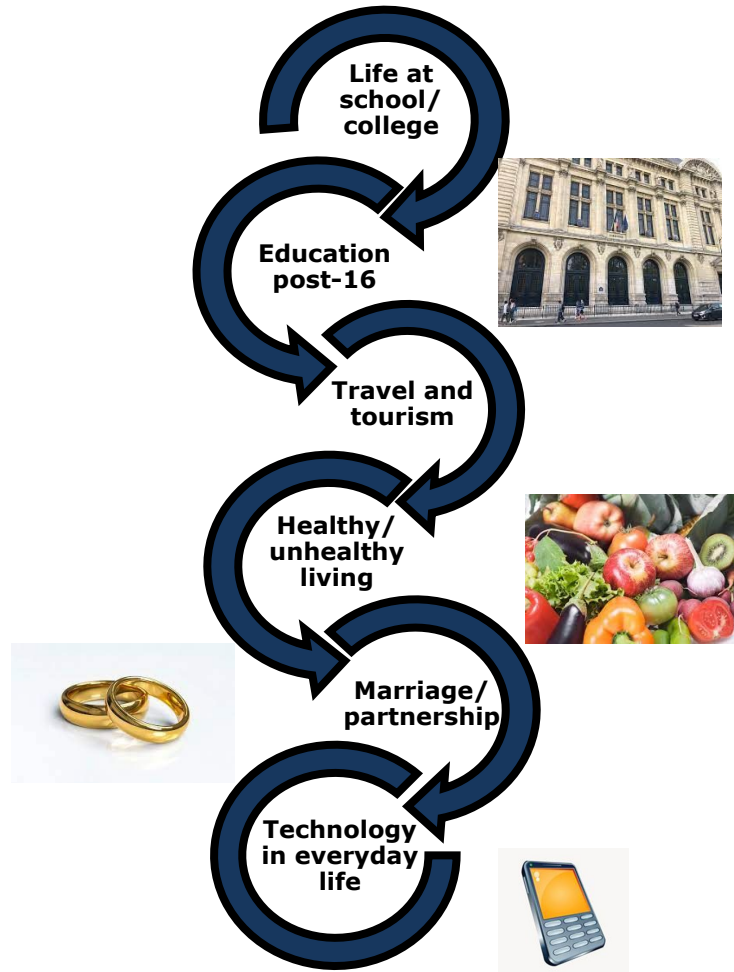 Life at
school/
college
Education
post-16
Travel and
tourism
Healthy/
unhealthy
living
Marriage/
partnership
Technology
in everyday
life